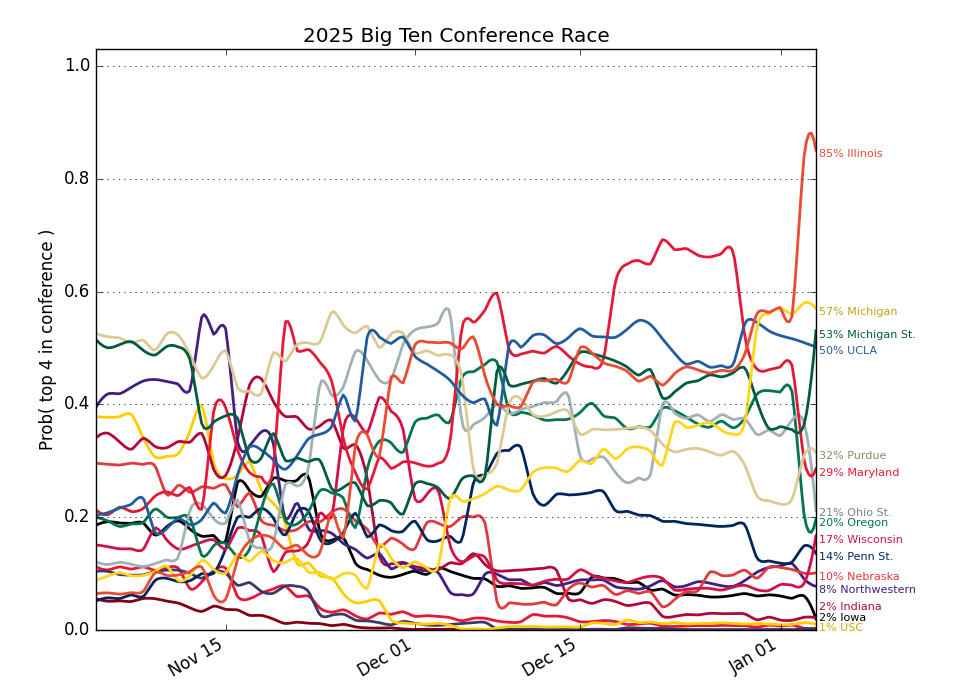 2025 Big Ten Conference Race
Prob( top 4 in conference )
1.0
0.8
0.6
0.4
0.2
0.0
Nov 15
Dec 01
Dec 15
Jan 01
85% Illinois
57% Michigan
53% Michigan St.
50% UCLA
32% Purdue
29% Maryland
21% Ohio St.
20% Oregon
17% Wisconsin
14% Penn St.
10% Nebraska
8% Northwestern
2% Indiana
2% Iowa
1% USC